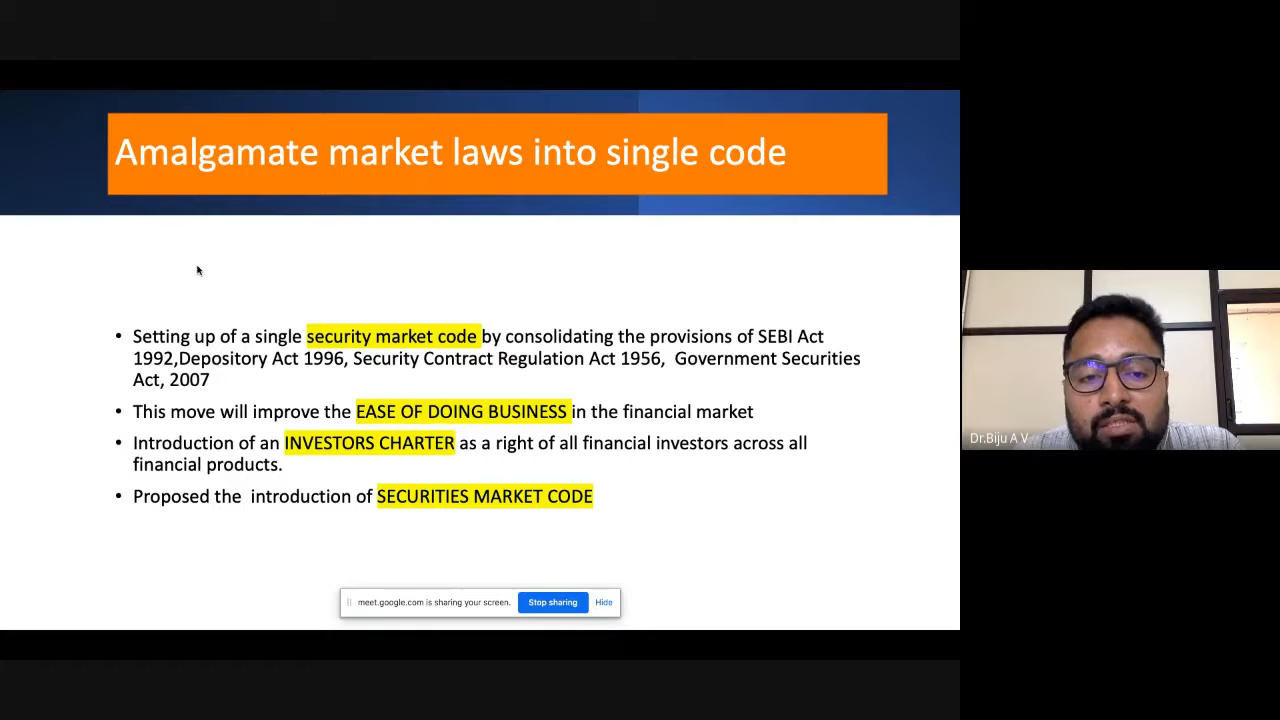 Amalgamate market laws into single code
• Setting up of a single security market code by consolidating the provisions of SEBI Act
1992,Depository Act 1996, Security Contract Regulation Act 1956,  Government Securities
Act, 2007
• This move will improve the EASE OF DOING BUSINESS in the financial market
• Introduction of an INVESTORS CHARTER as a right of all financial investors across all
financial products.
• Proposed the  introduction of SECURITIES MARKET CODE
meet.google.com is sharing your screen. Stop sharing Hide
Dr.Biju A V